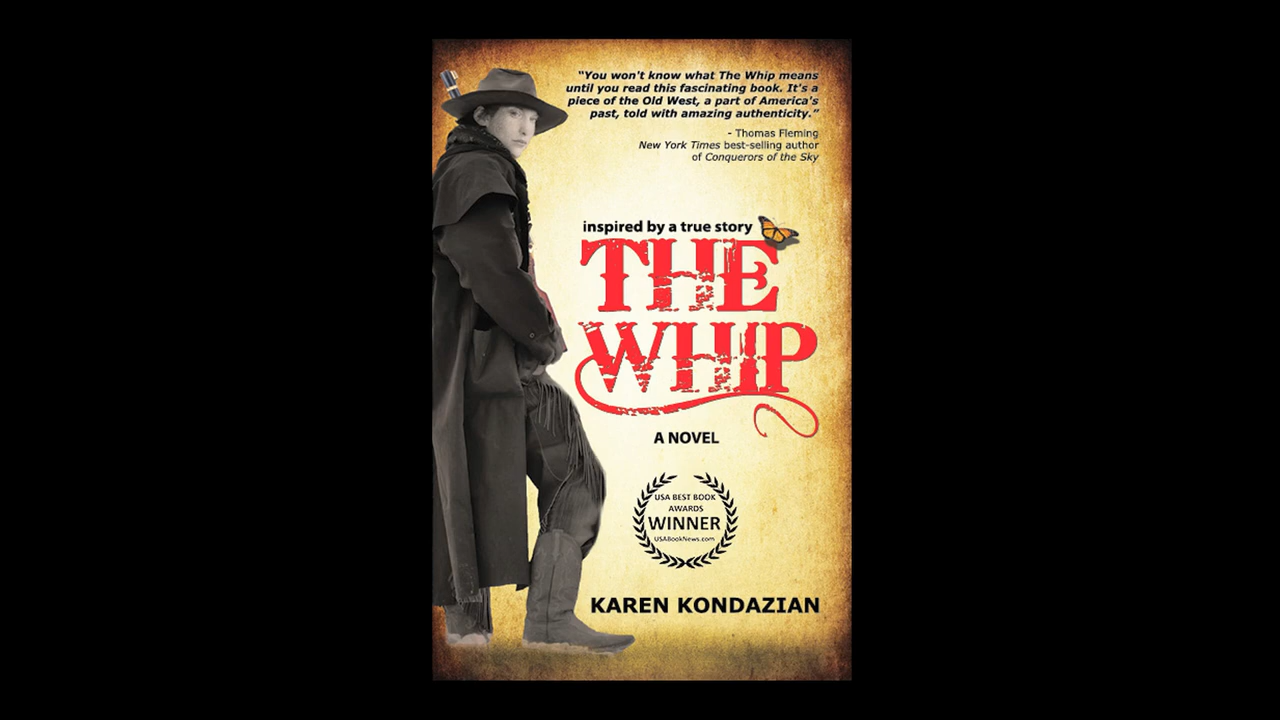 "You won't know what The Whip means
until you read this fascinating book. It's a
piece of the Old West, a part of America's
past, told with amazing authenticity."
- Thomas Fleming
New York Times best-selling author
of Conquerors of the Sky
inspired by a true story
THE
WHIP
A NOVEL
USA BEST BOOK
AWARDS
WINNER
USABookNews.com
KAREN KONDAZIAN